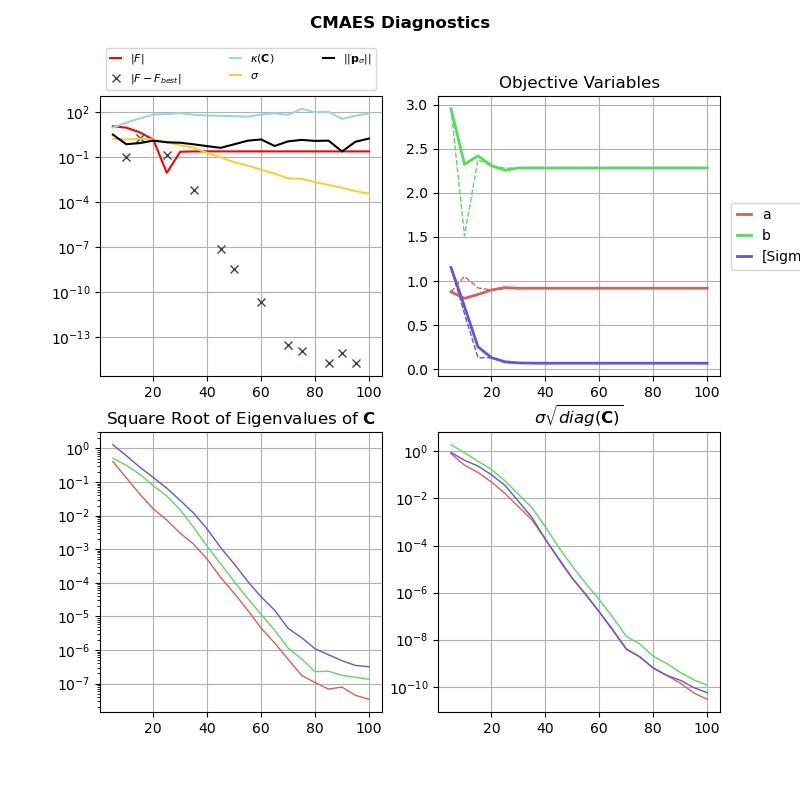 CMAES Diagnostics
|F|
|F − F_best|
κ(C)
σ
||p_σ||
10^2
10^-1
10^-4
10^-7
10^-10
10^-13
20 40 60 80 100
Objective Variables
3.0
2.5
2.0
1.5
1.0
0.5
0.0
20 40 60 80 100
a
b
[Sigm
Square Root of Eigenvalues of C
10^0
10^-1
10^-2
10^-3
10^-4
10^-5
10^-6
10^-7
20 40 60 80 100
σ√diag(C)
10^0
10^-2
10^-4
10^-6
10^-8
10^-10
20 40 60 80 100